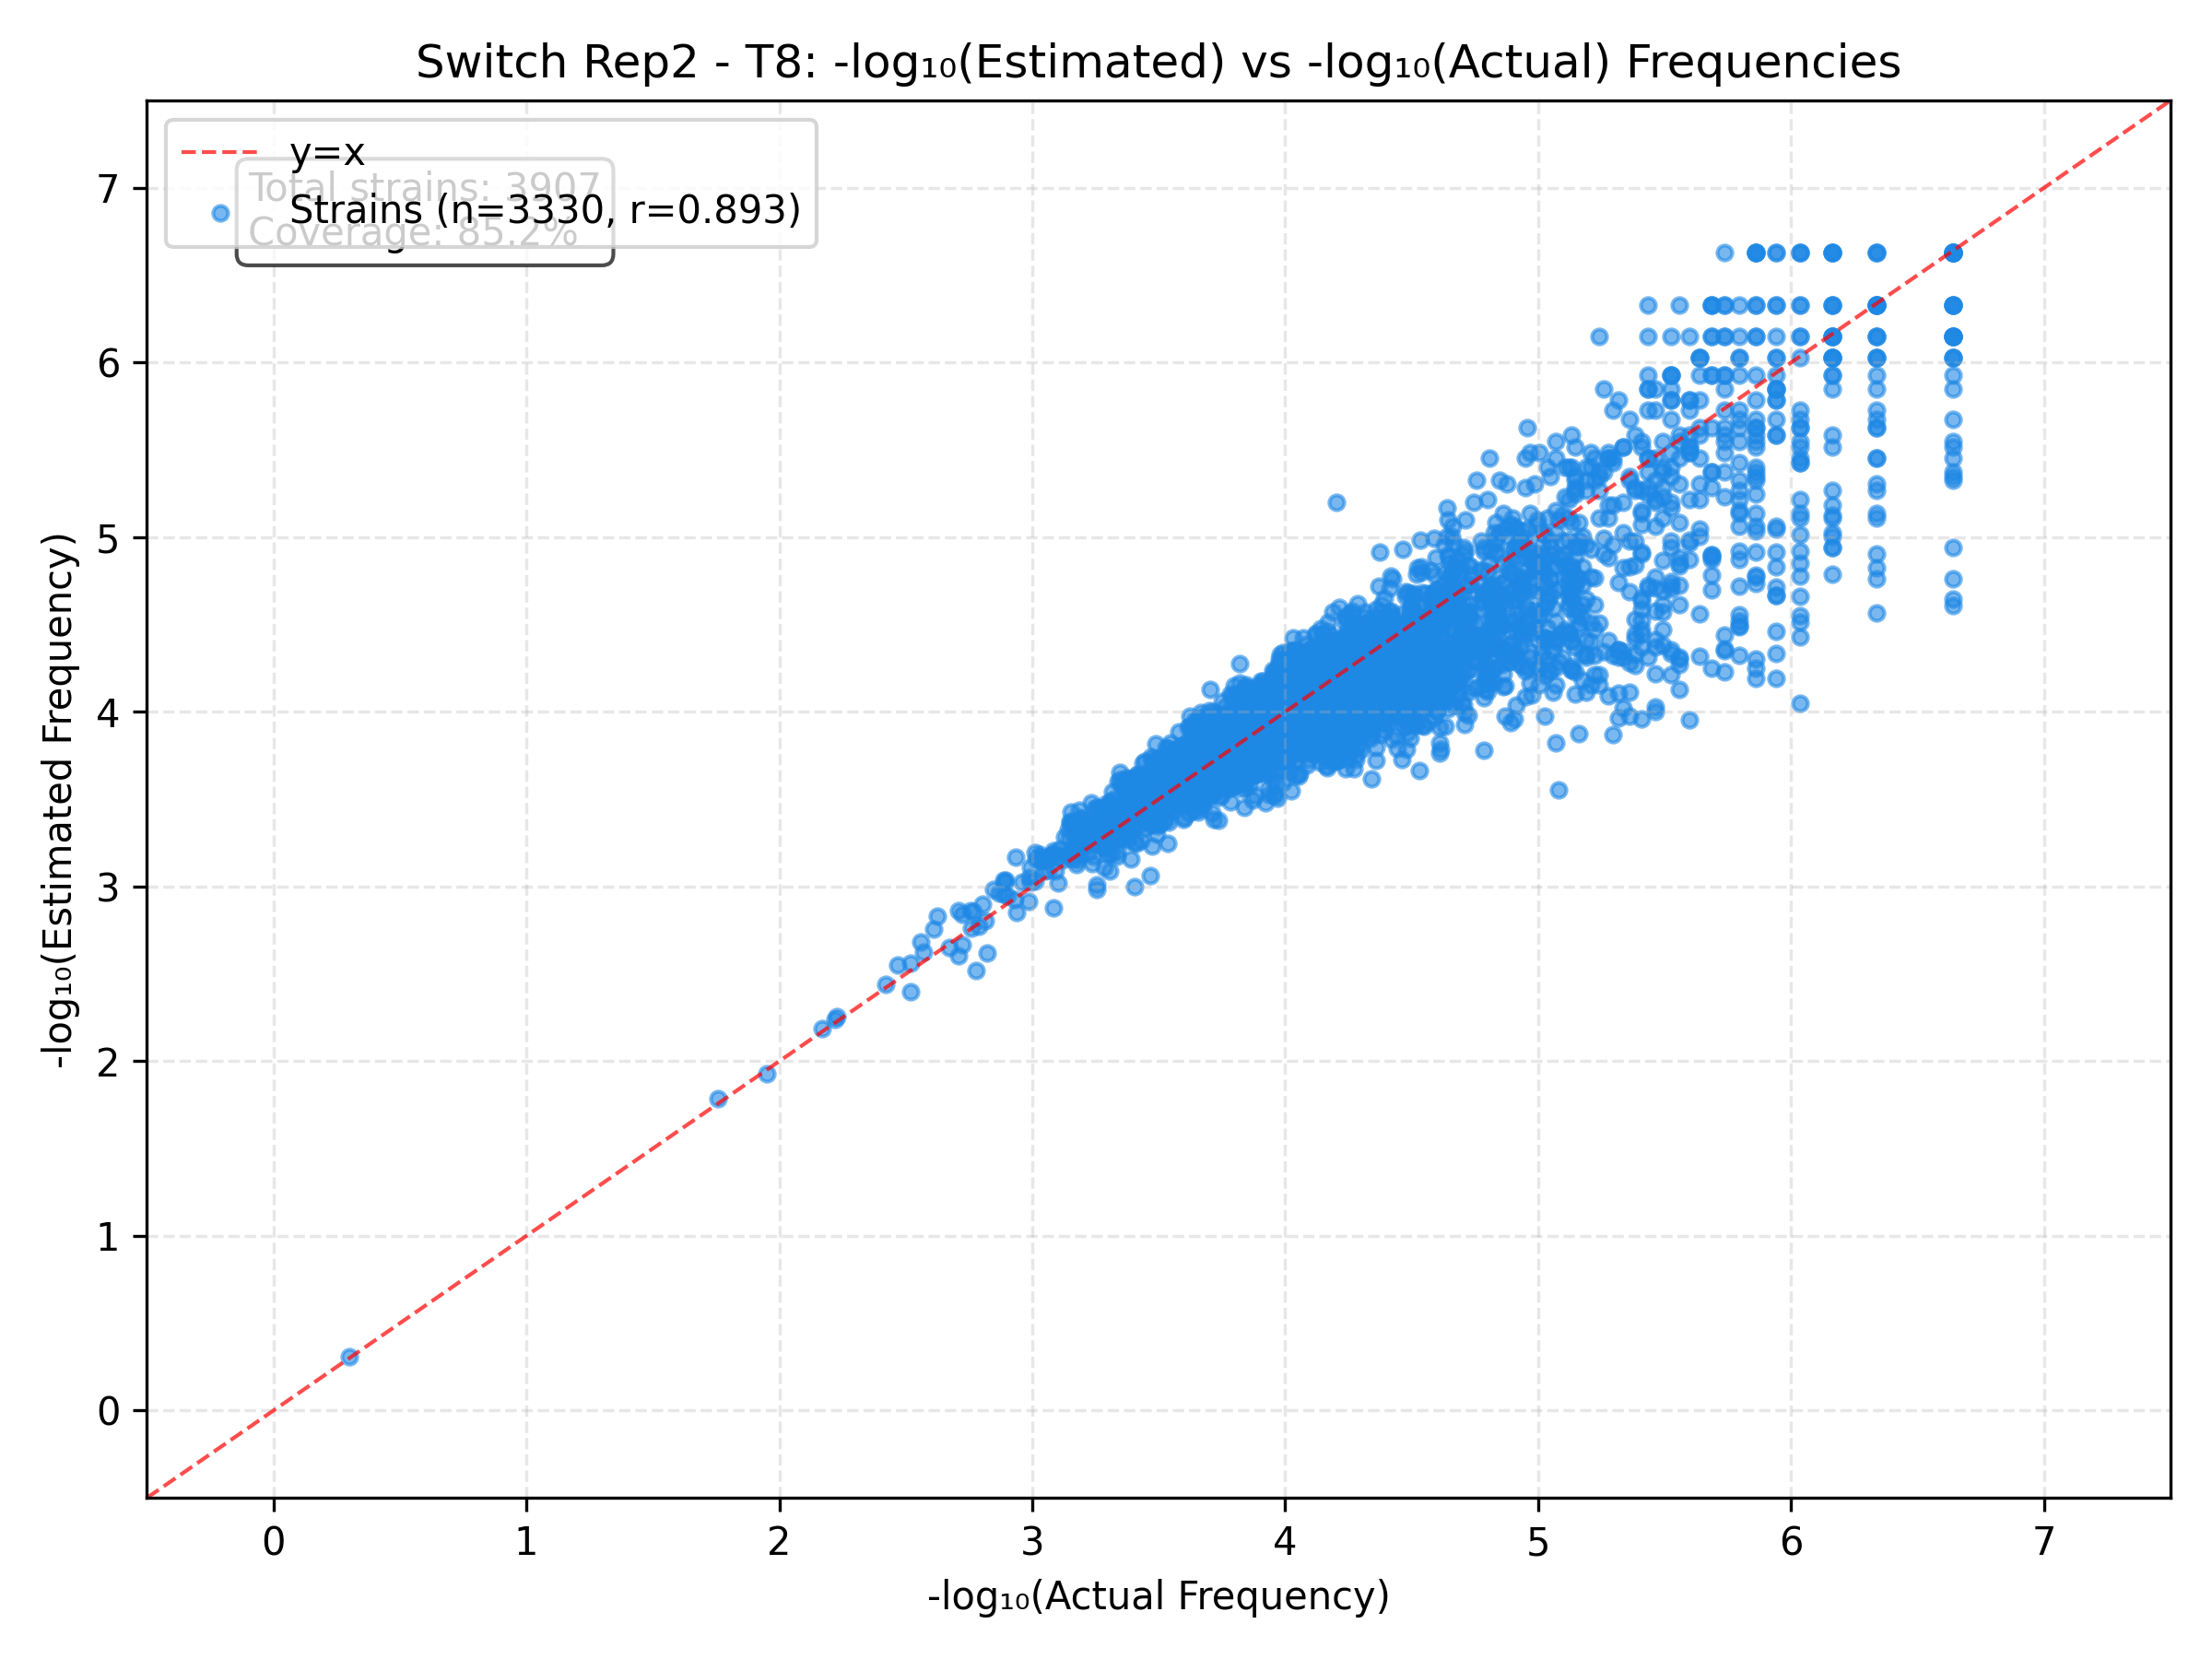 Switch Rep2 - T8: -log₁₀(Estimated) vs -log₁₀(Actual) Frequencies
y=x
Strains (n=3330, r=0.893)
Total strains: 3907
Coverage: 85.2%
-log₁₀(Estimated Frequency)
7
6
5
4
3
2
1
0
0 1 2 3 4 5 6 7
-log₁₀(Actual Frequency)